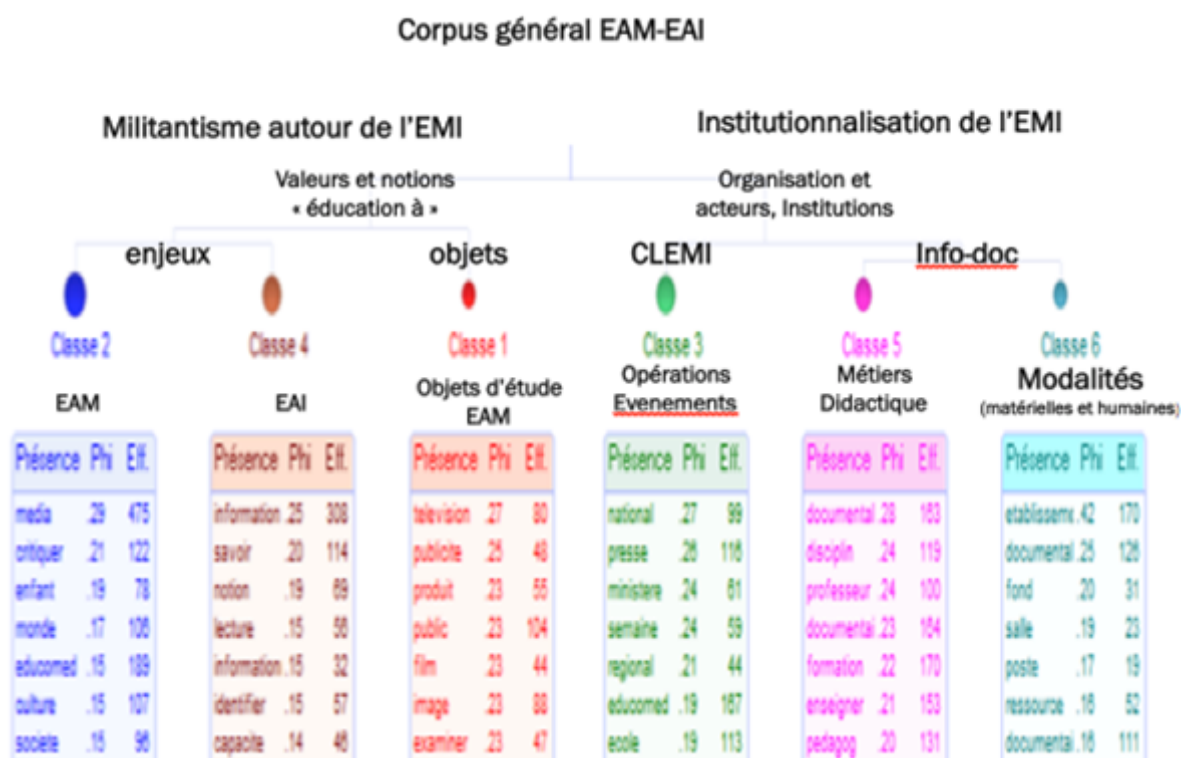 Corpus général EAM-EAI
Militantisme autour de l'EMI
Institutionnalisation de l'EMI
Valeurs et notions
« éducation à »
Organisation et
acteurs, Institutions
enjeux
objets
CLEMI
Info-doc
Classe 2
Classe 4
Classe 1
Classe 3
Classe 5
Classe 6
EAM
EAI
Objets d'étude
EAM
Opérations
Evenements
Métiers
Didactique
Modalités
(matérielles et humaines)
Présence Phi Eff.
media .29 475
critiquer .21 122
enfant .19 78
monde .17 106
educomed .15 189
culture .15 107
societe .15 96
Présence Phi Eff.
information .25 308
savoir .20 114
notion .19 69
lecture .15 56
information .15 32
identifier .15 57
capacite .14 46
Présence Phi Eff.
television .27 80
publicite .25 48
produit .23 55
public .23 104
film .23 44
image .23 88
examiner .23 47
Présence Phi Eff.
national .27 99
presse .26 116
ministere .24 61
semaine .24 59
regional .21 44
educomed .19 167
ecole .19 113
Présence Phi Eff.
documental .28 163
disciplin .24 119
professeur .24 100
documental .23 164
formation .22 170
enseigner .21 153
pedagog .20 131
Présence Phi Eff.
etablisseme .42 170
documental .25 126
fond .20 31
salle .19 23
poste .17 19
ressource .16 52
documental .16 111